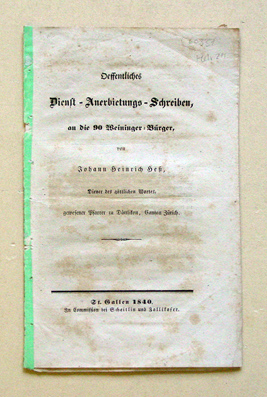 Oeffentliches
Dienst-Anerbietungs-Schreiben,
an die 90 Weininger-Bürger,
von
Johann Heinrich Heß,
Diener des göttlichen Wortes,
gewesener Pfarrer zu Dällikon, Canton Zürich.
St. Gallen 1840.
In Commission bei Scheitlin und Zollikofer.